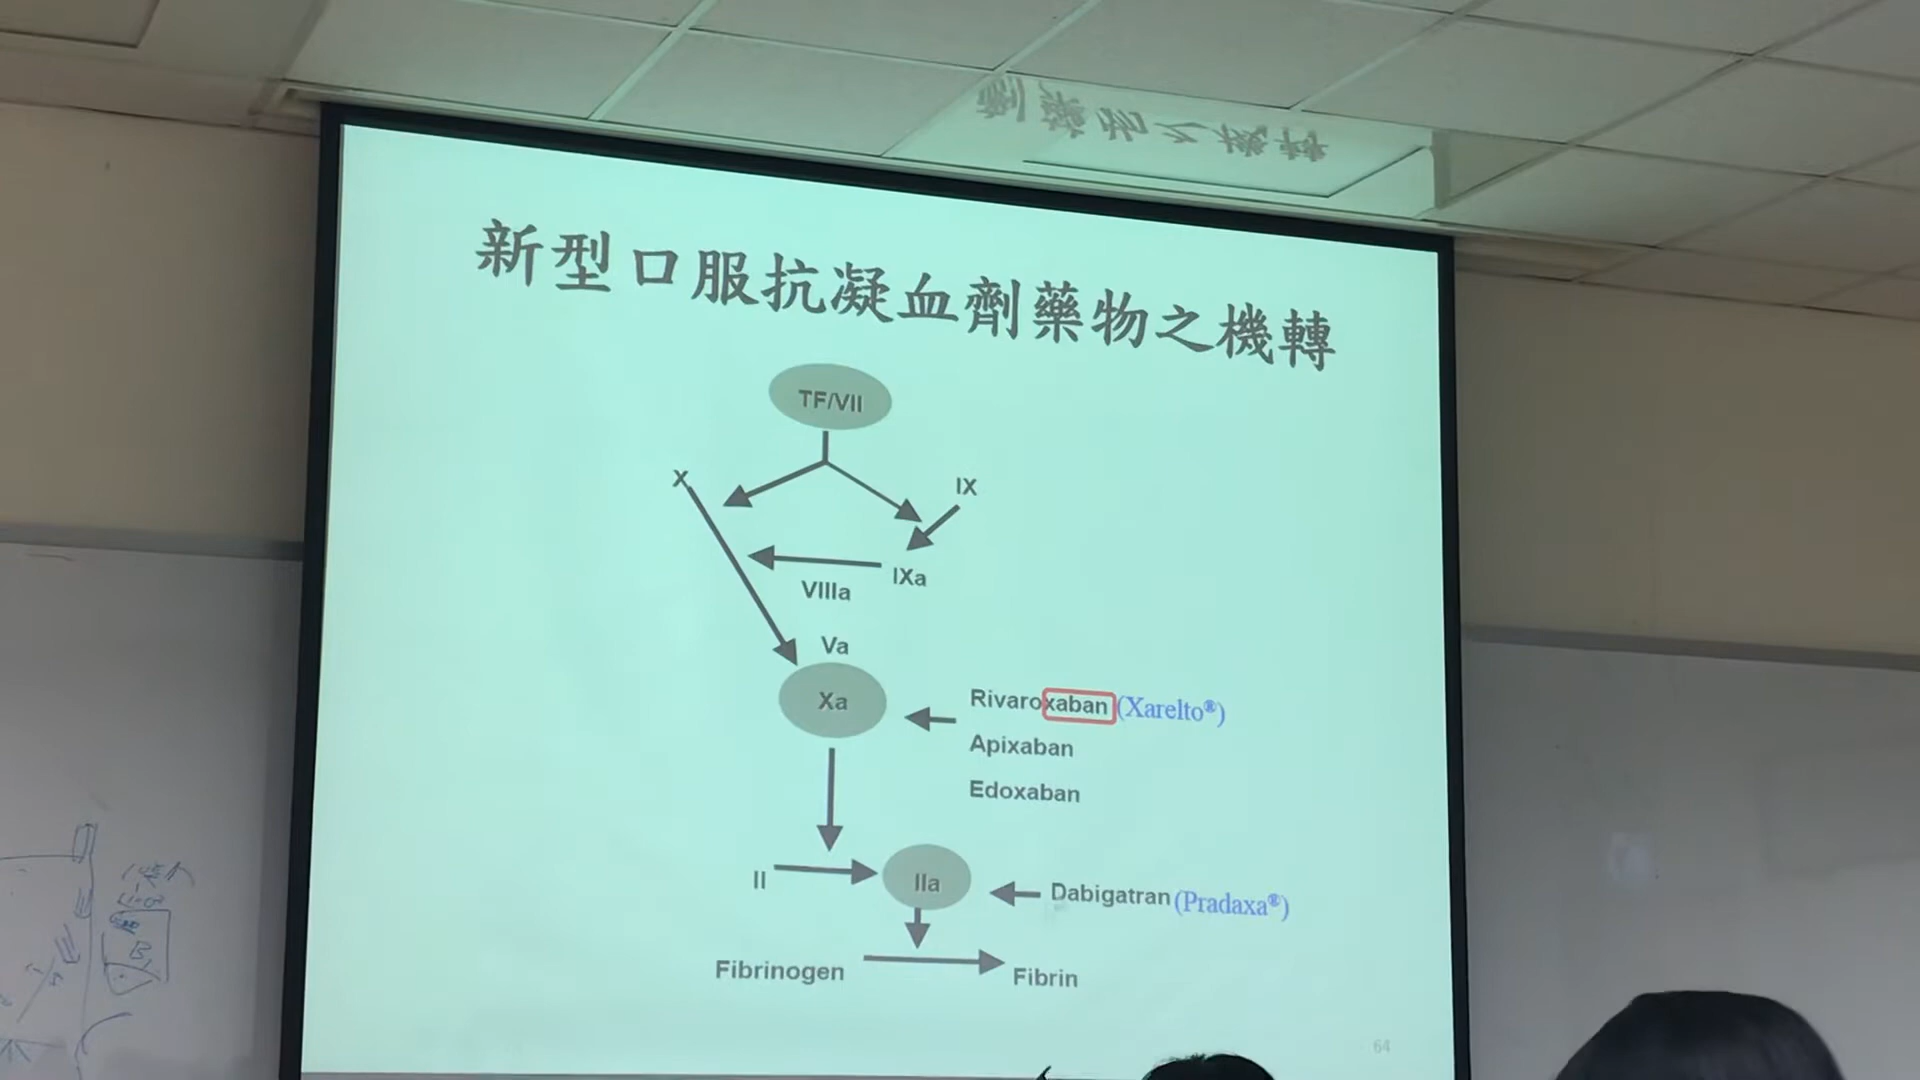 新型口服抗凝血劑藥物之機轉
TF/VII
X
IX
IXa
VIIIa
Va
Xa
Rivaroxaban (Xarelto®)
Apixaban
Edoxaban
II
IIa
Dabigatran (Pradaxa®)
Fibrinogen
Fibrin
64